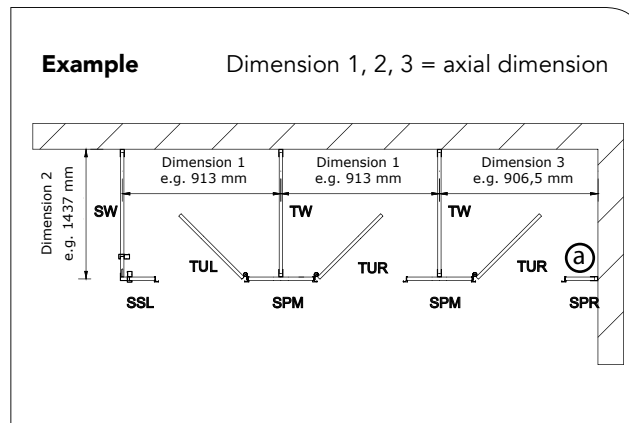 Example Dimension 1, 2, 3 = axial dimension
Dimension 1
e.g. 913 mm
Dimension 1
e.g. 913 mm
Dimension 3
e.g. 906,5 mm
Dimension 2
e.g. 1437 mm
SW TW TW
TUL TUR TUR a
SSL SPM SPM SPR